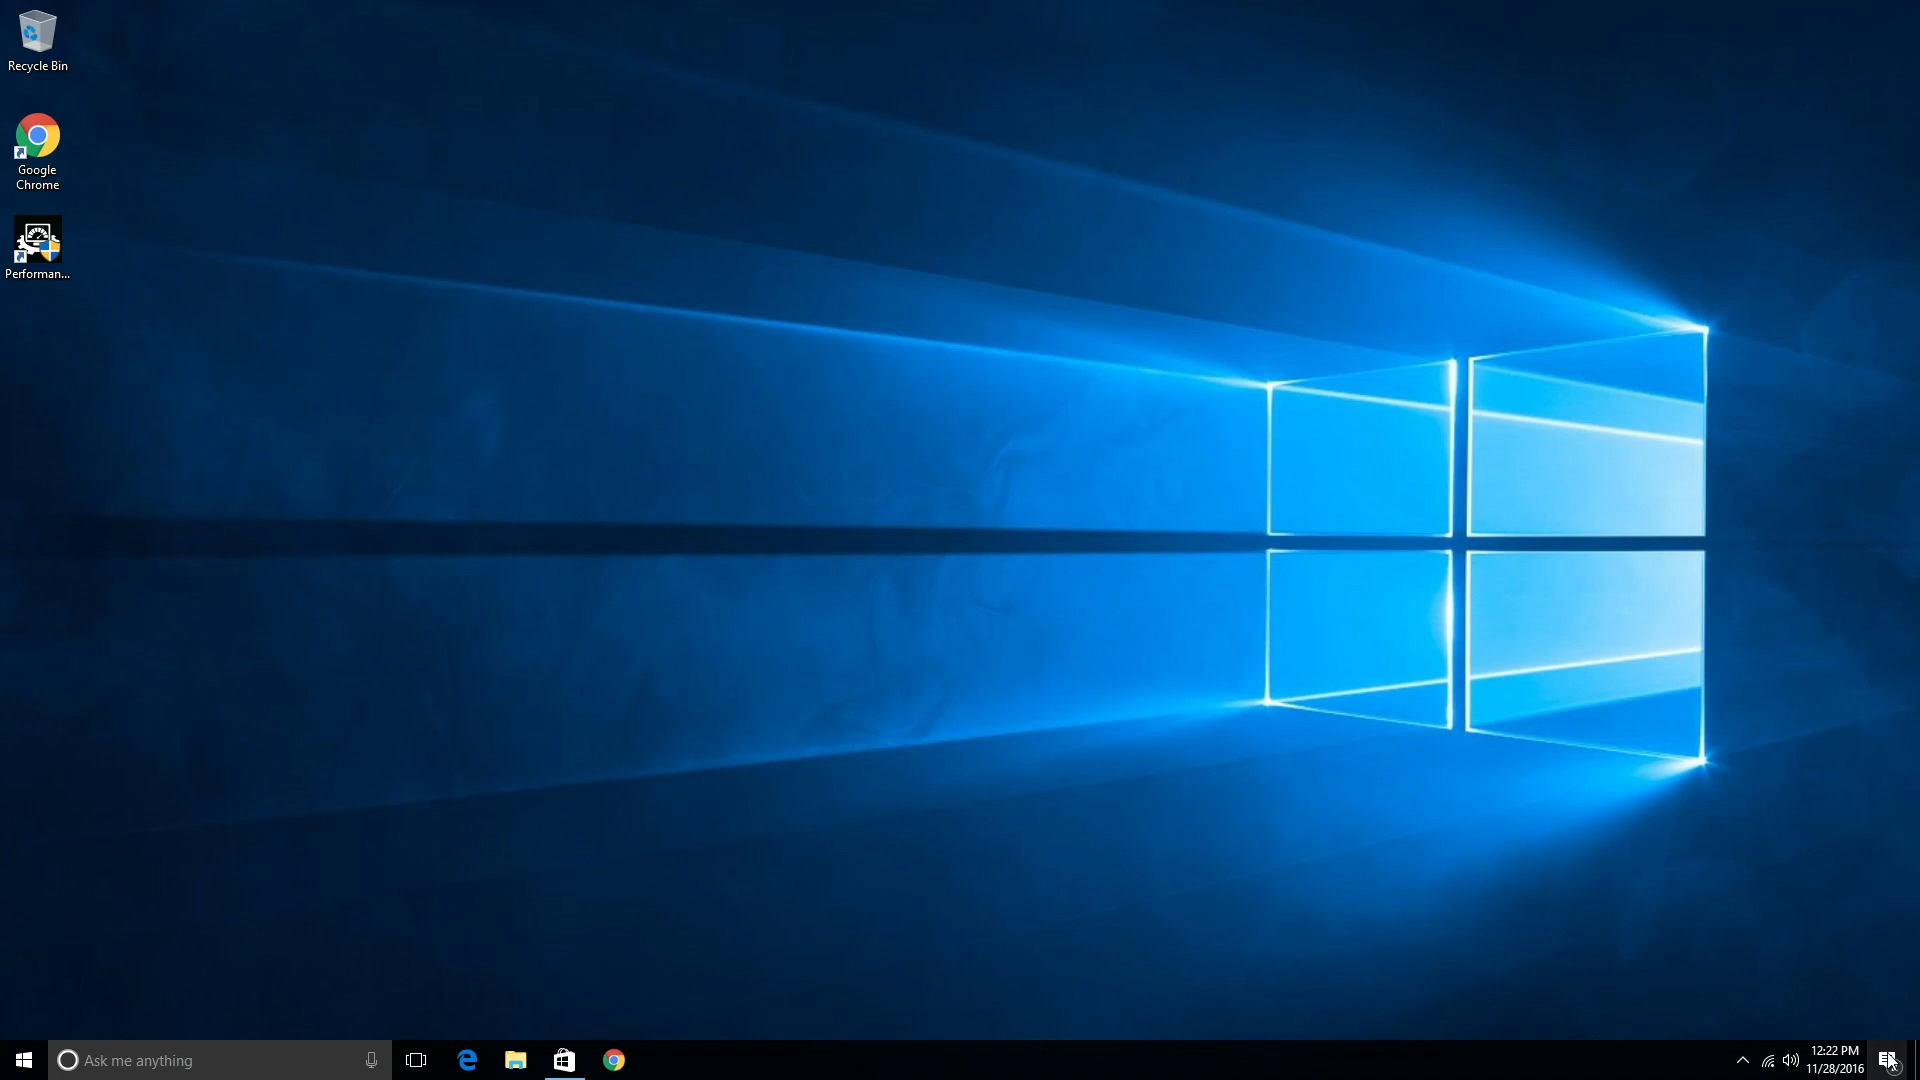 Recycle Bin
Google
Chrome
Performan...
Ask me anything
12:22 PM
11/28/2016